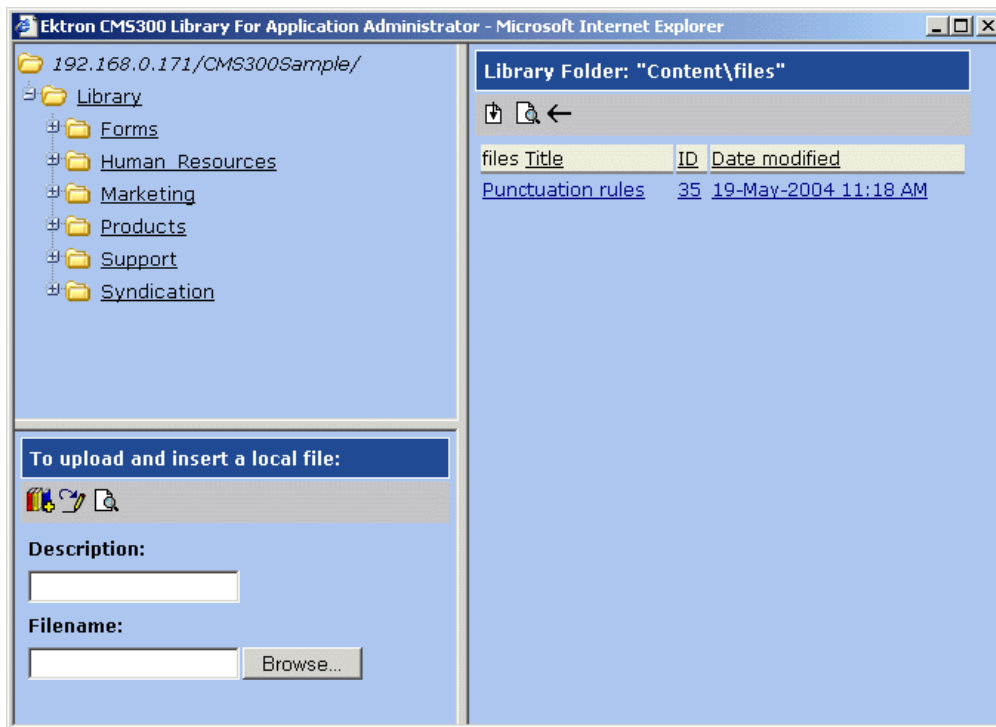 Ektron CMS300 Library For Application Administrator - Microsoft Internet Explorer
192.168.0.171/CMS300Sample/
Library
Forms
Human Resources
Marketing
Products
Support
Syndication
To upload and insert a local file:
Description:
Filename:
Browse...
Library Folder: "Content\files"
files Title ID Date modified
Punctuation rules 35 19-May-2004 11:18 AM